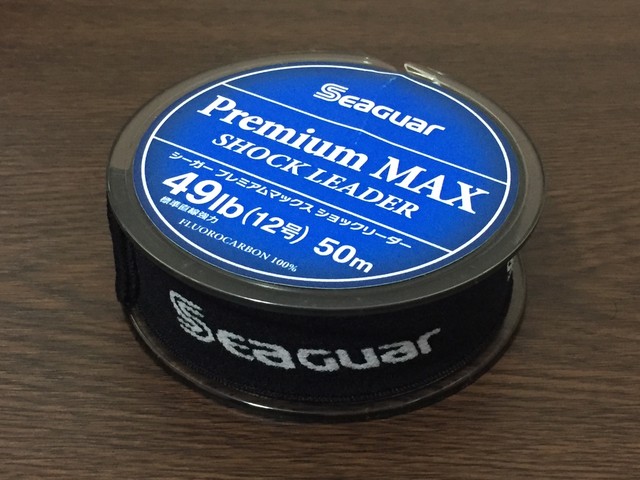 Seaguar
Premium MAX
SHOCK LEADER
シーガー プレミアムマックス ショックリーダー
49lb(12号) 50m
標準直線強力
FLUOROCARBON 100%
Seaguar